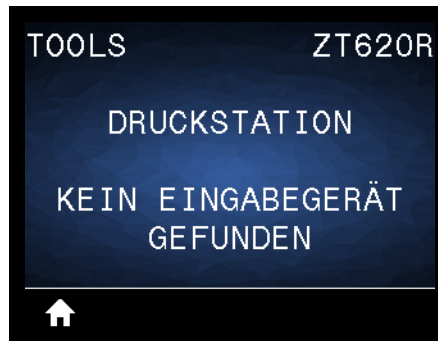 TOOLS ZT620R
DRUCKSTATION
KEIN EINGABEGERÄT
GEFUNDEN